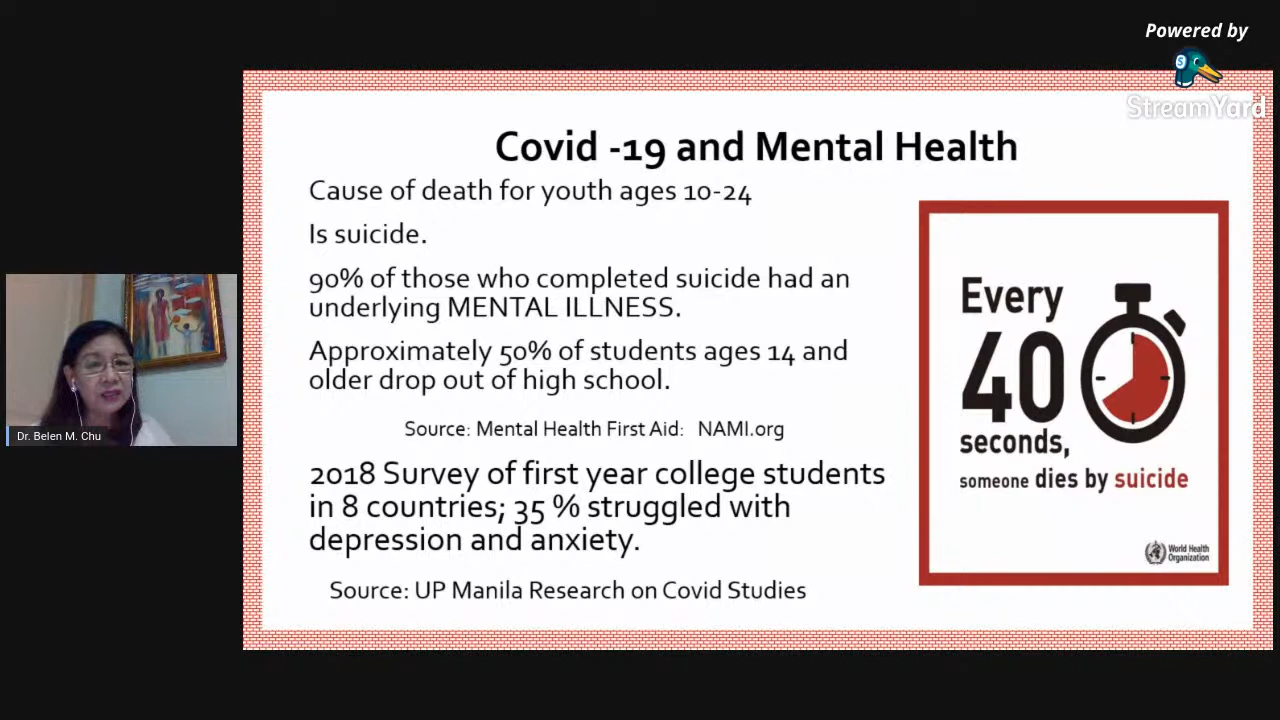 Powered by
StreamYard
Covid -19 and Mental Health
Cause of death for youth ages 10-24
Is suicide.
90% of those who completed suicide had an
underlying MENTAL ILLNESS.
Approximately 50%of students ages 14 and
older drop out of high school.
Source: Mental Health First Aid: NAMI.org
2018 Survey of first year college students
in 8 countries; 35 % struggled with
depression and anxiety.
Source: UP Manila Research on Covid Studies
Every
40
seconds,
someone dies by suicide
World Health
Organization
Dr. Belen M. Chu